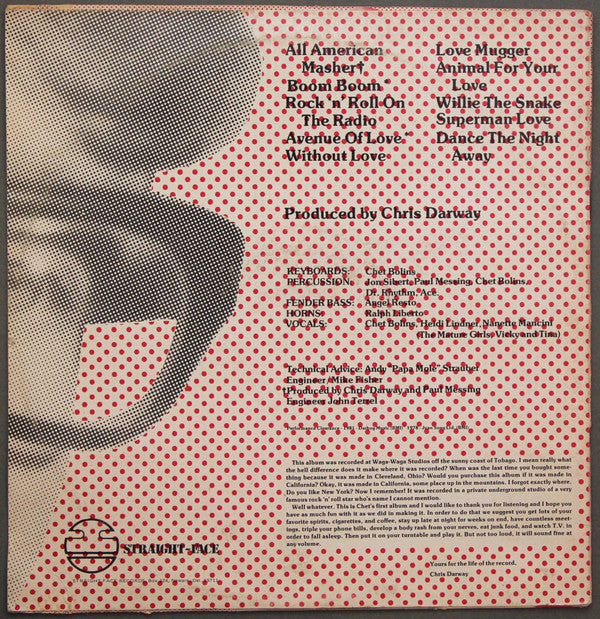 All American
Masher†
Boom Boom*
Rock 'n' Roll On
The Radio
Avenue Of Love*
Without Love
Love Mugger
Animal For Your
Love
Willie The Snake
Superman Love
Dance The Night
Away
Produced by Chris Darway
KEYBOARDS: Chet Bolins
PERCUSSION: Jon Sibert, Paul Messing, Chet Bolins,
Dr. Rhythm, Ace
FENDER BASS: Angel Resto
HORNS: Ralph Liberto
VOCALS: Chet Bolins, Heidi Lindner, Nanette Mancini
(The Mature Girls, Vicky and Tina)
Technical Advice: Andy "Papa Mole" Strauber
Engineer: Mike Fisher
†Produced by Chris Darway and Paul Messing
Engineer John Terrel
This album was recorded at Waga-Waga Studios off the sunny coast of Tobago. I mean really what
the hell difference does it make where it was recorded? When was the last time you bought some-
thing because it was made in Cleveland, Ohio? Would you purchase this album if it was made in
California? Okay, it was made in California, some place up in the mountains. I forgot exactly where.
Do you like New York? Now I remember! It was recorded in a private underground studio of a very
famous rock 'n' roll star who's name I cannot mention.
Well whatever. This is Chet's first album and I would like to thank you for listening and I hope you
have as much fun with it as we did in making it. In order to do that we suggest you get lots of your
favorite spirits, cigarettes, and coffee, stay up late at night for weeks on end, have countless meet-
ings, triple your phone bills, develop a body rash from your nerves, eat junk food, and watch T.V. in
order to fall asleep. Then put it on your turntable and play it. But not too loud, it will sound fine at
any volume.
Yours for the life of the record,
Chris Darway
STRAIGHT-FACE
STRAIGHT-FACE RECORDS